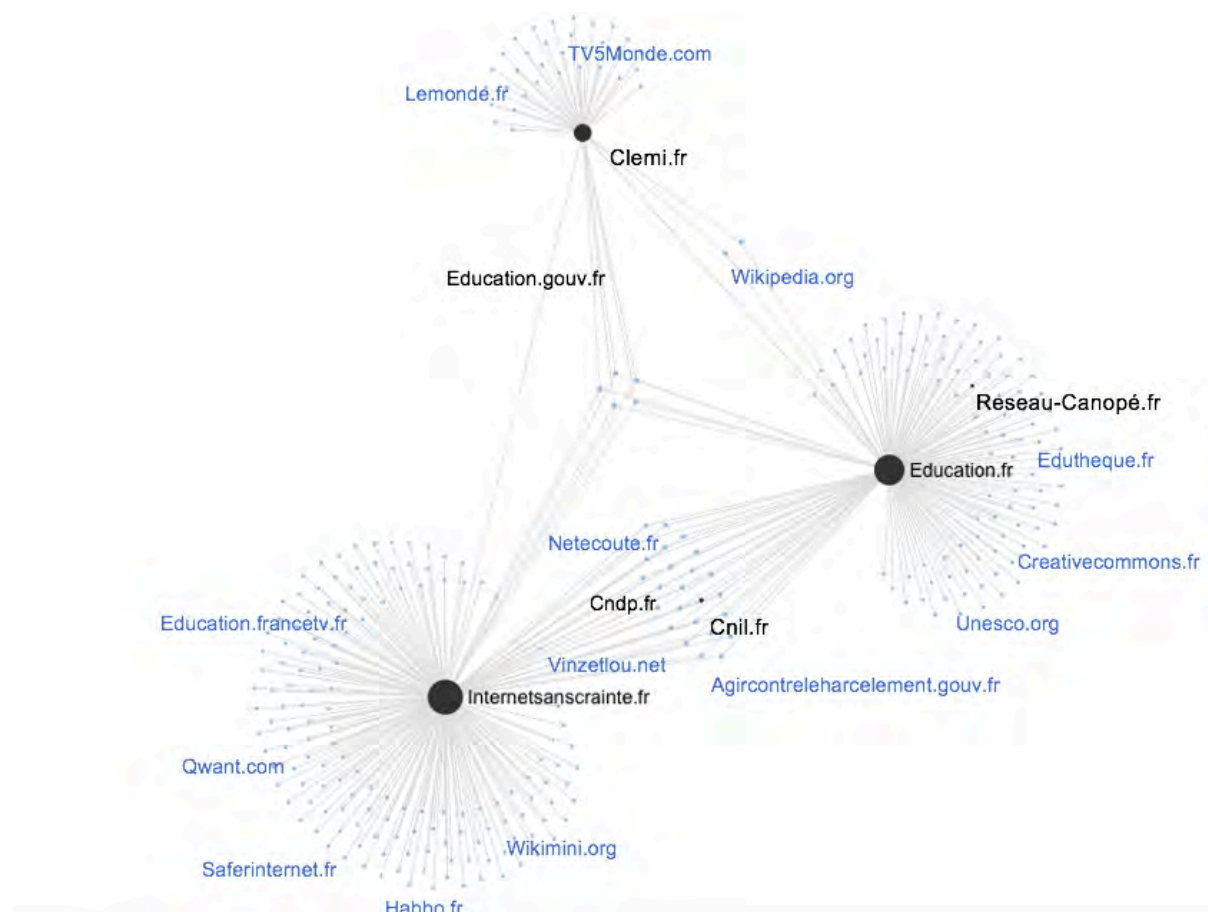 TV5Monde.com
Lemonde.fr
Clemi.fr
Education.gouv.fr
Wikipedia.org
Réseau-Canopé.fr
Edutheque.fr
Education.fr
Netecoute.fr
Creativecommons.fr
Cndp.fr
Education.francetv.fr
Cnil.fr
Unesco.org
Vinzetlou.net
Agircontreleharcelement.gouv.fr
Internetsanscrainte.fr
Qwant.com
Wikimini.org
Saferinternet.fr
Habbo.fr